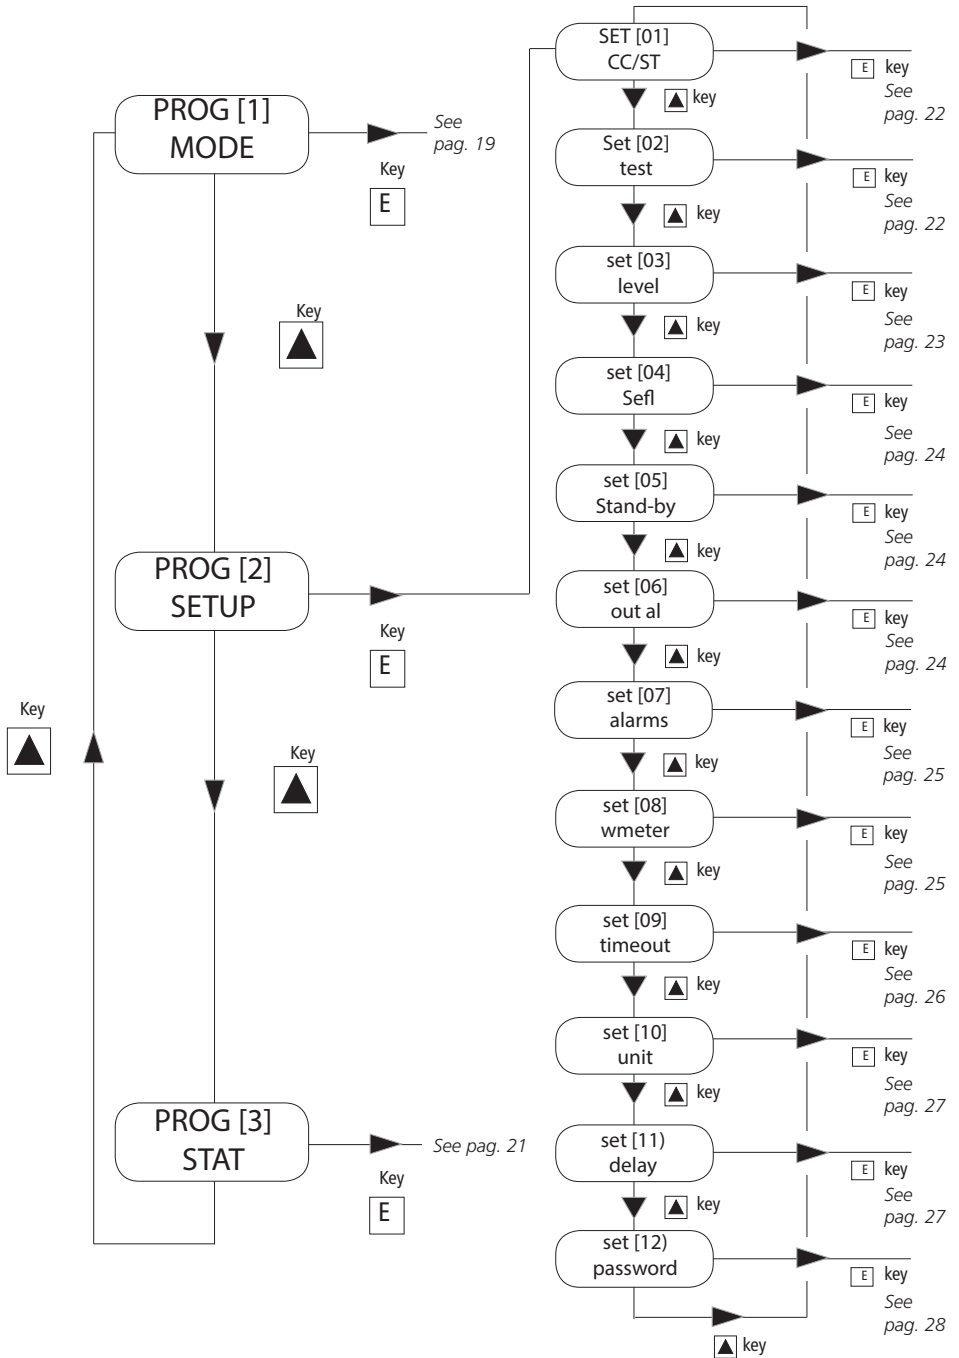 PROG [1]
MODE
See
pag. 19
Key
E
Key
PROG [2]
SETUP
Key
E
Key
Key
PROG [3]
STAT
See pag. 21
Key
E
SET [01]
CC/ST
E key
See
pag. 22
key
Set [02]
test
E key
See
pag. 22
key
set [03]
level
E key
See
pag. 23
key
set [04]
Sefl
E key
See
pag. 24
key
set [05]
Stand-by
E key
See
pag. 24
key
set [06]
out al
E key
See
pag. 24
key
set [07]
alarms
E key
See
pag. 25
key
set [08]
wmeter
E key
See
pag. 25
key
set [09]
timeout
E key
See
pag. 26
key
set [10]
unit
E key
See
pag. 27
key
set [11)
delay
E key
See
pag. 27
key
set [12)
password
E key
See
pag. 28
key